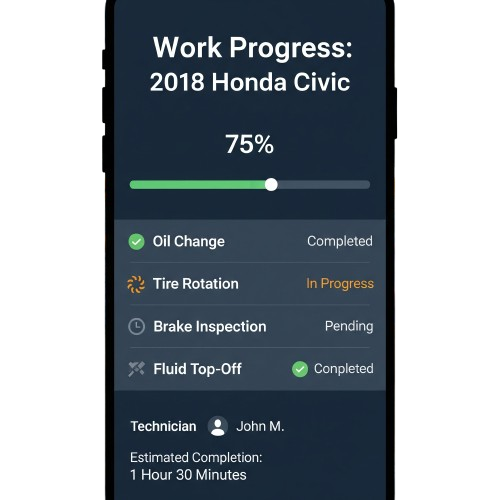 Work Progress:
2018 Honda Civic
75%
Oil Change Completed
Tire Rotation In Progress
Brake Inspection Pending
Fluid Top-Off Conpleted
Technician John M.
Estimated Completion:
1 Hour 30 Minutes